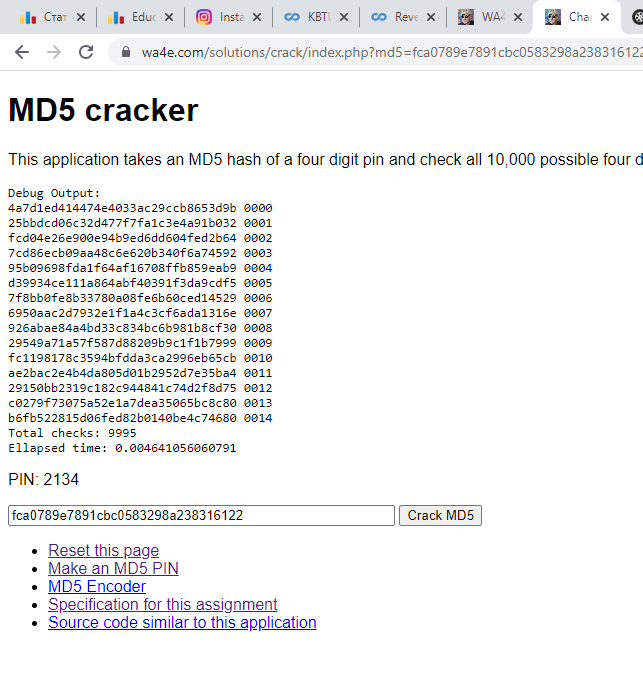 Стат
Educ
Insta
KBTU
Reve
WA4
Cha
wa4e.com/solutions/crack/index.php?md5=fca0789e7891cbc0583298a238316122
MD5 cracker
This application takes an MD5 hash of a four digit pin and check all 10,000 possible four d
Debug Output:
4a7d1ed414474e4033ac29ccb8653d9b 0000
25bbdcd06c32d477f7fa1c3e4a91b032 0001
fcd04e26e900e94b9ed6dd604fed2b64 0002
7cd86ecb09aa48c6e620b340f6a74592 0003
95b09698fda1f64af16708ffb859eab9 0004
d39934ce111a864abf40391f3da9cdf5 0005
7f8bb0fe8b33780a08fe6b60ced14529 0006
6950aac2d7932e1f1a4c3cf6ada1316e 0007
926abae84a4bd33c834bc6b981b8cf30 0008
29549a71a57f587d88209b9c1f1b7999 0009
fc1198178c3594bfdda3ca2996eb65cb 0010
ae2bac2e4b4da805d01b2952d7e35ba4 0011
29150bb2319c182c944841c74d2f8d75 0012
c0279f73075a52e1a7dea35065bc8c80 0013
b6fb522815d06fed82b0140be4c74680 0014
Total checks: 9995
Ellapsed time: 0.004641056060791
PIN: 2134
fca0789e7891cbc0583298a238316122
Crack MD5
Reset this page
Make an MD5 PIN
MD5 Encoder
Specification for this assignment
Source code similar to this application